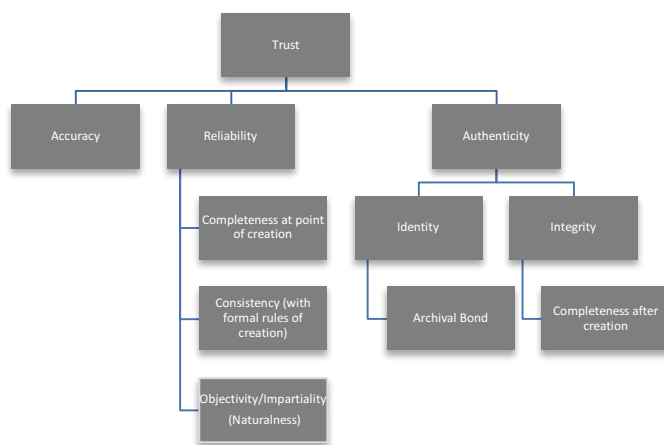 Trust
Accuracy
Reliability
Authenticity
Completeness at point
of creation
Identity
Integrity
Consistency (with
formal rules of
creation)
Archival Bond
Completeness after
creation
Objectivity/Impartiality
(Naturalness)